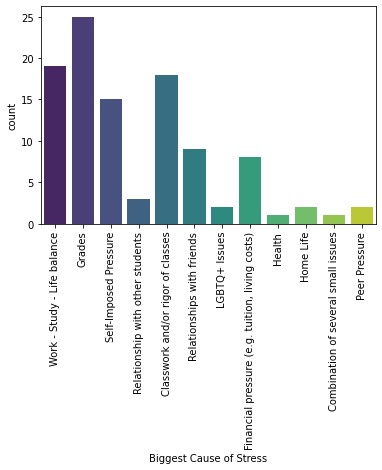 25
20
15
10
5
0
count
Work - Study - Life balance
Grades
Self-Imposed Pressure
Relationship with other students
Classwork and/or rigor of classes
Relationships with friends
LGBTQ+ Issues
Financial pressure (e.g. tuition, living costs)
Health
Home Life
Combination of several small issues
Peer Pressure
Biggest Cause of Stress